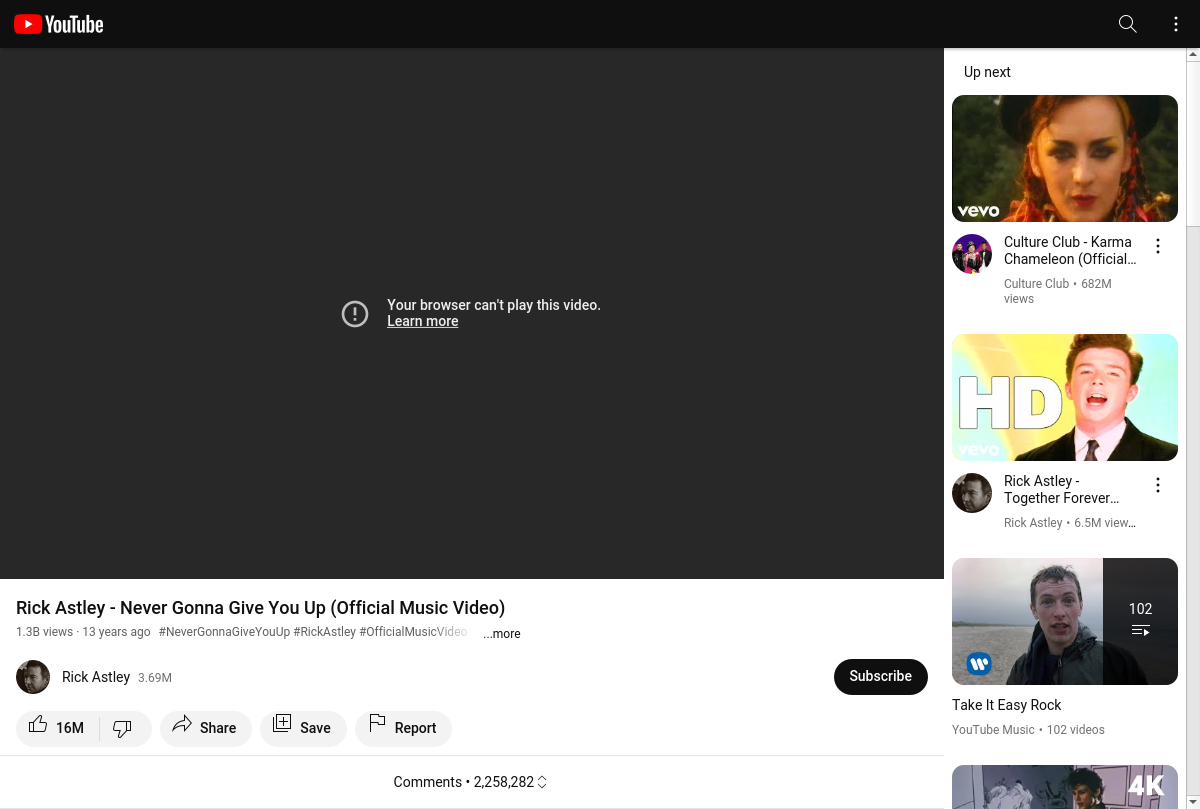 YouTube
Your browser can't play this video.
Learn more
Rick Astley - Never Gonna Give You Up (Official Music Video)
1.3B views · 13 years ago #NeverGonnaGiveYouUp #RickAstley #OfficialMusicVideo ...more
Rick Astley 3.69M
Subscribe
16M
Share
Save
Report
Comments • 2,258,282
Up next
vevo
Culture Club - Karma
Chameleon (Official…
Culture Club • 682M
views
HD
vevo
Rick Astley -
Together Forever…
Rick Astley • 6.5M view…
102
Take It Easy Rock
YouTube Music • 102 videos
4K